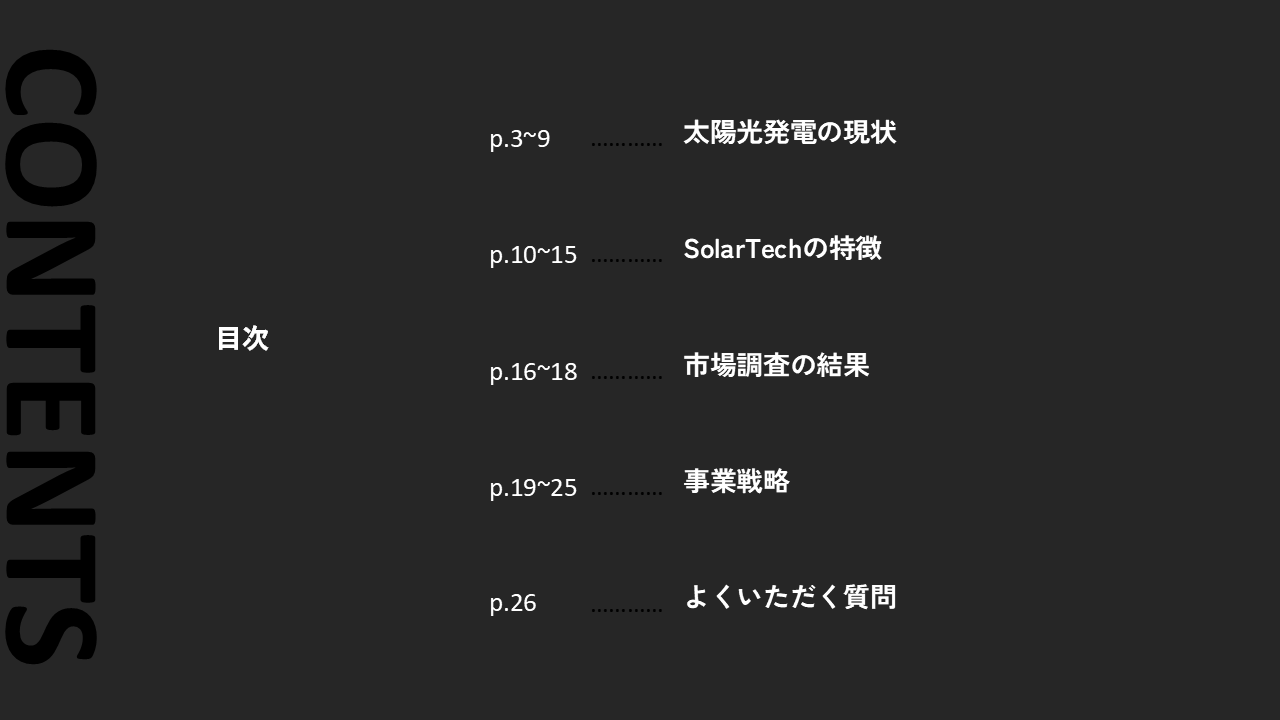 CONTENTS
目次
p.3~9 ............ 太陽光発電の現状
p.10~15 ............ SolarTechの特徴
p.16~18 ............ 市場調査の結果
p.19~25 ............ 事業戦略
p.26 ............ よくいただく質問